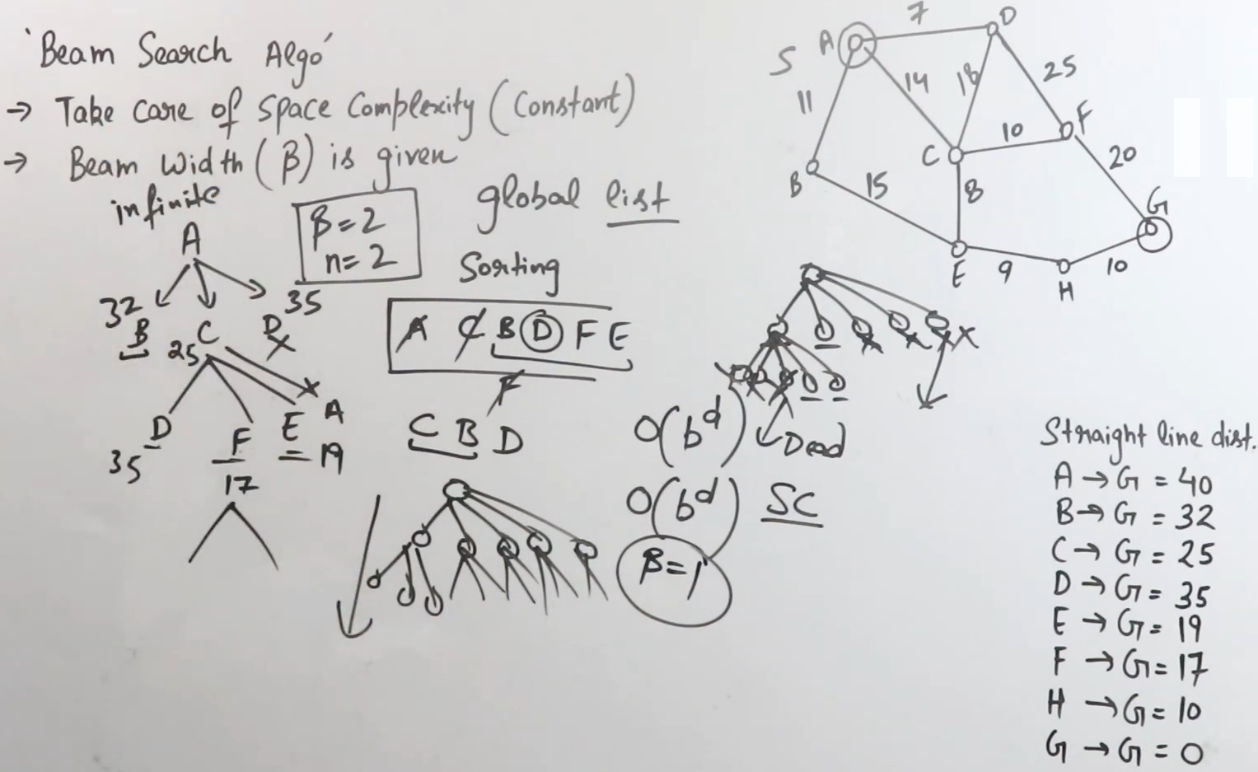 'Beam Search Algo'
→ Take care of Space Complexity (Constant)
→ Beam Width (β) is given
infinite
β=2
n=2
global list
Sorting
A
32 35
B C D
25
D F E A
35 17 19
A C B D F E
F
C B D
O(b^d)
Dead
O(b^d) SC
β=1
S A 7 D
11 14 18 25
C 10 F
B 15 8 20
G
E 9 H 10
Straight line dist.
A → G = 40
B → G = 32
C → G = 25
D → G = 35
E → G = 19
F → G = 17
H → G = 10
G → G = 0